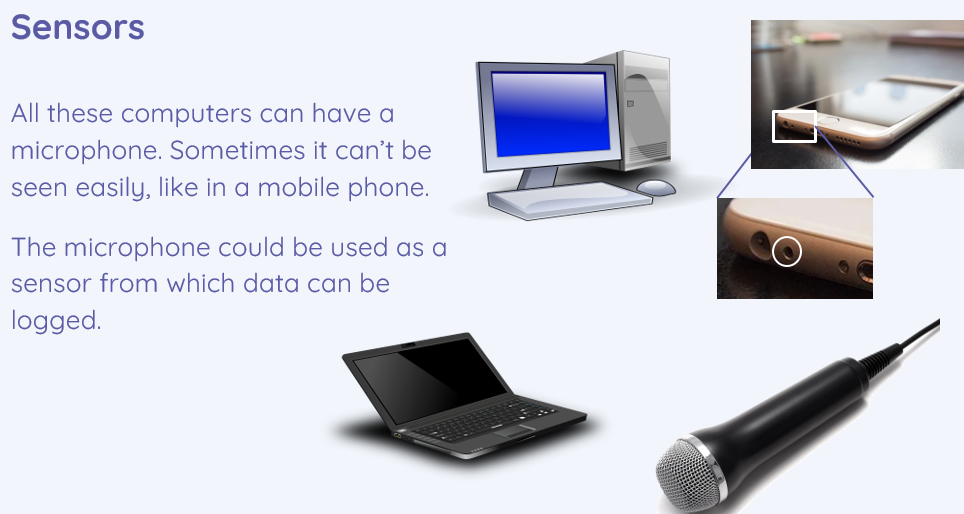 Sensors
All these computers can have a
microphone. Sometimes it can’t be
seen easily, like in a mobile phone.
The microphone could be used as a
sensor from which data can be
logged.